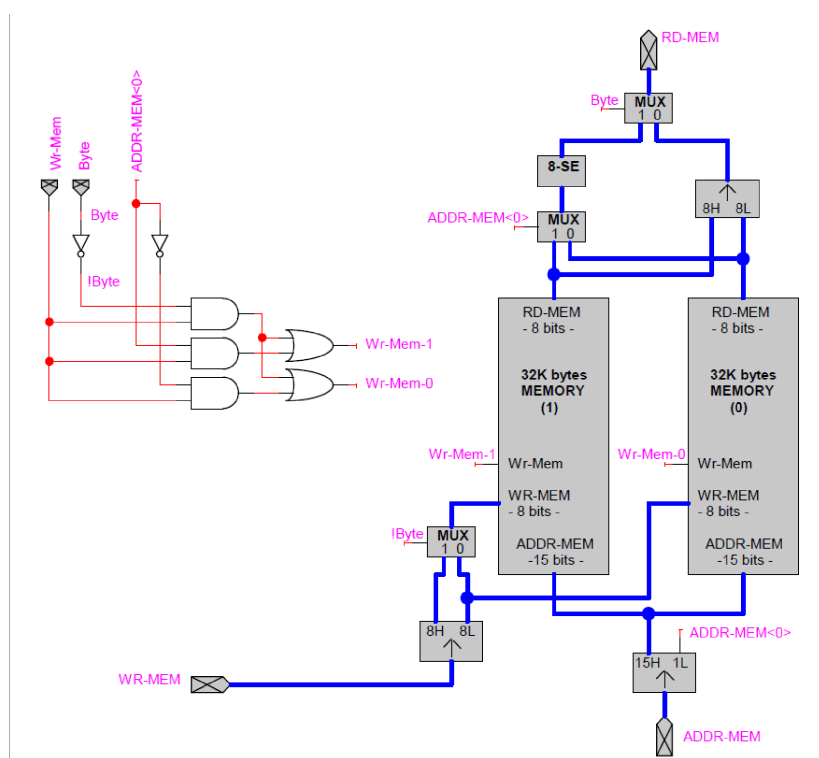 RD-MEM
Byte
MUX
1 0
Wr-Mem
Byte
ADDR-MEM<0>
8-SE
Byte
ADDR-MEM<0>
MUX
1 0
8H 8L
!Byte
RD-MEM
- 8 bits -
RD-MEM
- 8 bits -
Wr-Mem-1
Wr-Mem-0
32K bytes
MEMORY
(1)
32K bytes
MEMORY
(0)
Wr-Mem-1
Wr-Mem
Wr-Mem-0
Wr-Mem
WR-MEM
- 8 bits -
WR-MEM
- 8 bits -
!Byte
MUX
1 0
ADDR-MEM
-15 bits -
ADDR-MEM
-15 bits -
8H 8L
ADDR-MEM<0>
15H 1L
WR-MEM
ADDR-MEM